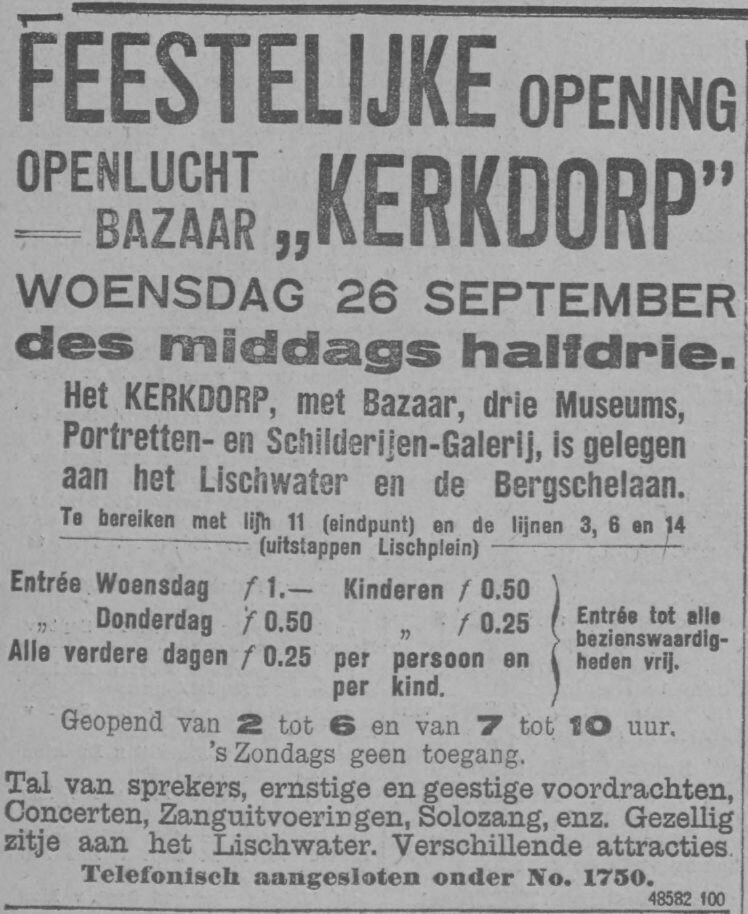 FEESTELIJKE OPENING
OPENLUCHT
BAZAAR „KERKDORP”
WOENSDAG 26 SEPTEMBER
des middags halfdrie.
Het KERKDORP, met Bazaar, drie Museums,
Portretten- en Schilderijen-Galerij, is gelegen
aan het Lischwater en de Bergschelaan.
Te bereiken met lijn 11 (eindpunt) en de lijnen 3, 6 en 14
(uitstappen Lischplein)
Entrée Woensdag f 1.— Kinderen f 0.50
„ Donderdag f 0.50 „ f 0.25
Alle verdere dagen f 0.25 per persoon en
per kind.
Entrée tot alle
bezienswaardig-
heden vrij.
Geopend van 2 tot 6 en van 7 tot 10 uur.
's Zondags geen toegang.
Tal van sprekers, ernstige en geestige voordrachten,
Concerten, Zanguitvoeringen, Solozang, enz. Gezellig
zitje aan het Lischwater. Verschillende attracties.
Telefonisch aangesloten onder No. 1750.
48582 100